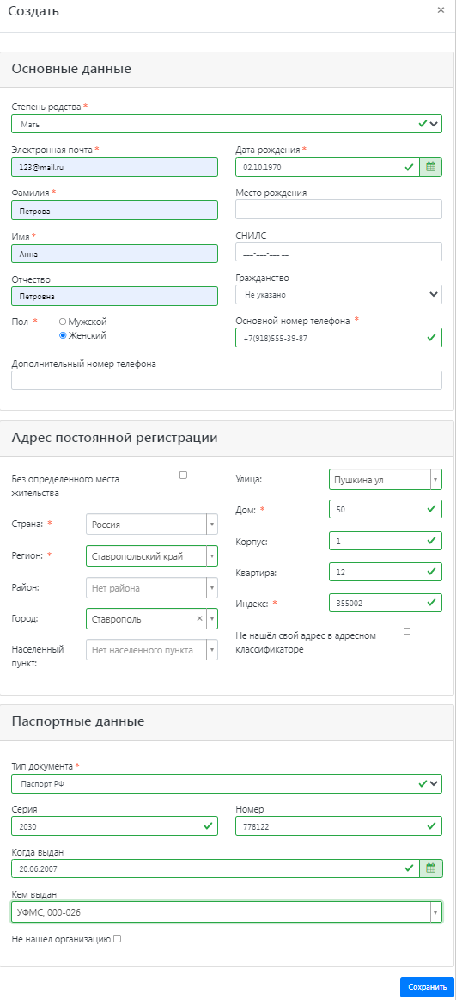 Создать ×
Основные данные
Степень родства *
Мать
Электронная почта * Дата рождения *
123@mail.ru 02.10.1970
Фамилия * Место рождения
Петрова
Имя * СНИЛС
Анна ___-___-___ __
Отчество Гражданство
Петровна Не указано
Пол * Мужской Основной номер телефона *
Женский +7(918)555-39-87
Дополнительный номер телефона
Адрес постоянной регистрации
Без определенного места
жительства
Страна: * Россия
Регион: * Ставропольский край
Район: Нет района
Город: Ставрополь ×
Населенный
пункт: Нет населенного пункта
Улица: Пушкина ул
Дом: * 50
Корпус: 1
Квартира: 12
Индекс: * 355002
Не нашёл свой адрес в адресном
классификаторе
Паспортные данные
Тип документа *
Паспорт РФ
Серия Номер
2030 778122
Когда выдан
20.06.2007
Кем выдан
УФМС, 000-026
Не нашел организацию
Сохранить